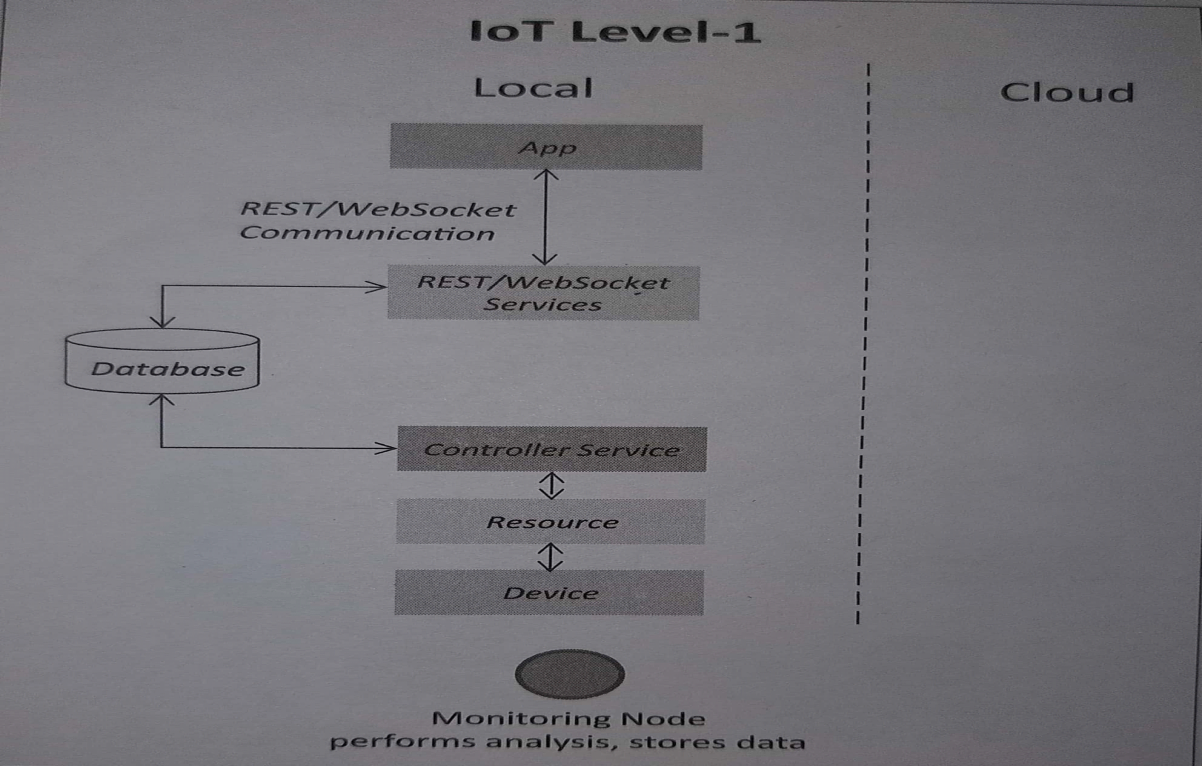 IoT Level-1
Local
Cloud
App
REST/WebSocket
Communication
REST/WebSocket
Services
Database
Controller Service
Resource
Device
Monitoring Node
performs analysis, stores data